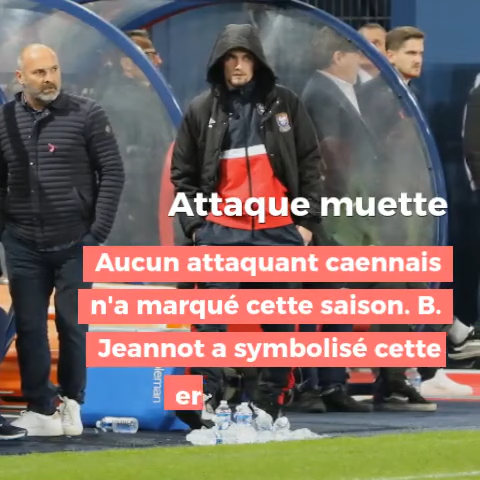 Attaque muette
Aucun attaquant caennais
n'a marqué cette saison. B.
Jeannot a symbolisé cette
er